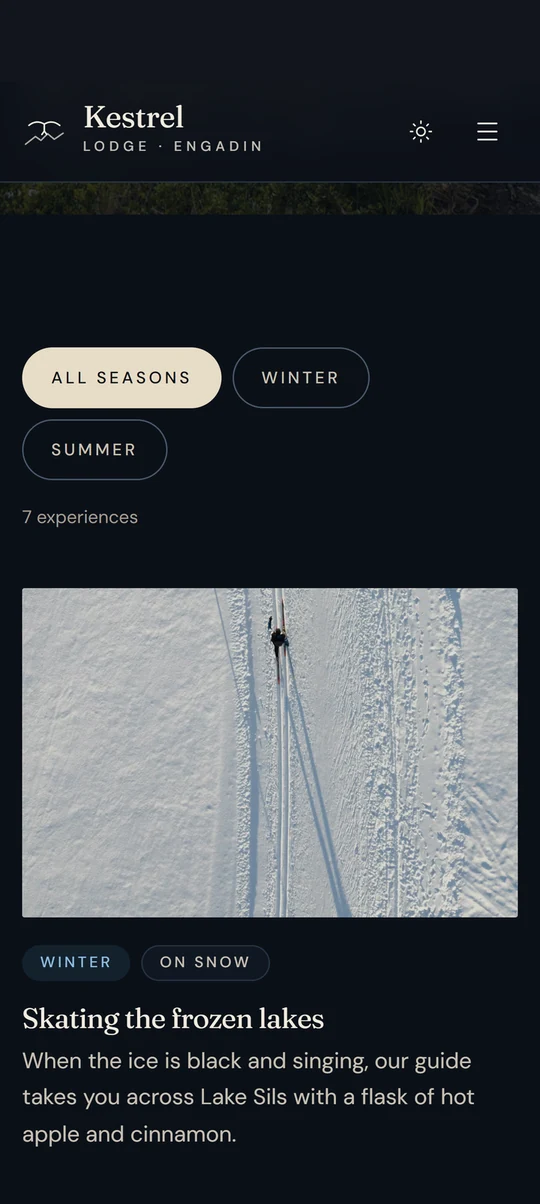 Kestrel
LODGE · ENGADIN
ALL SEASONS
WINTER
SUMMER
7 experiences
WINTER
ON SNOW
Skating the frozen lakes
When the ice is black and singing, our guide
takes you across Lake Sils with a flask of hot
apple and cinnamon.